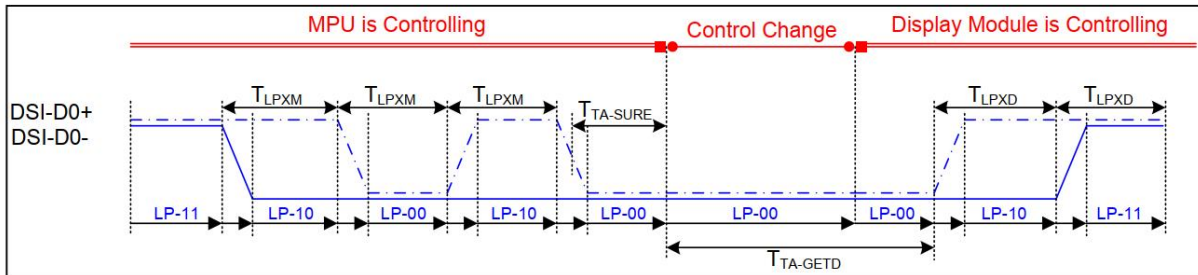 MPU is Controlling Control Change Display Module is Controlling
TLPXM TLPXM TLPXM TLPXD TLPXD
DSI-D0+
TTA-SURE
DSI-D0-
LP-11 LP-10 LP-00 LP-10 LP-00 LP-00 LP-00 LP-10 LP-11
TTA-GETD